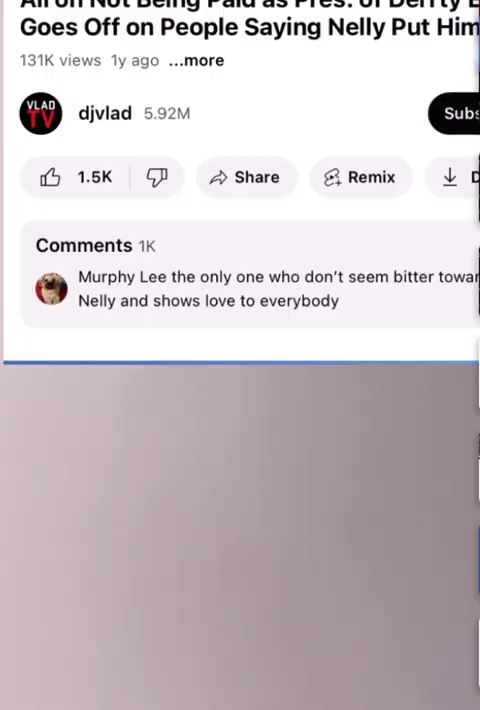 Goes Off on People Saying Nelly Put Him
131K views 1y ago ...more
VLAD
TV
djvlad 5.92M
Subs
1.5K
Share
Remix
D
Comments 1K
Murphy Lee the only one who don't seem bitter towar
Nelly and shows love to everybody